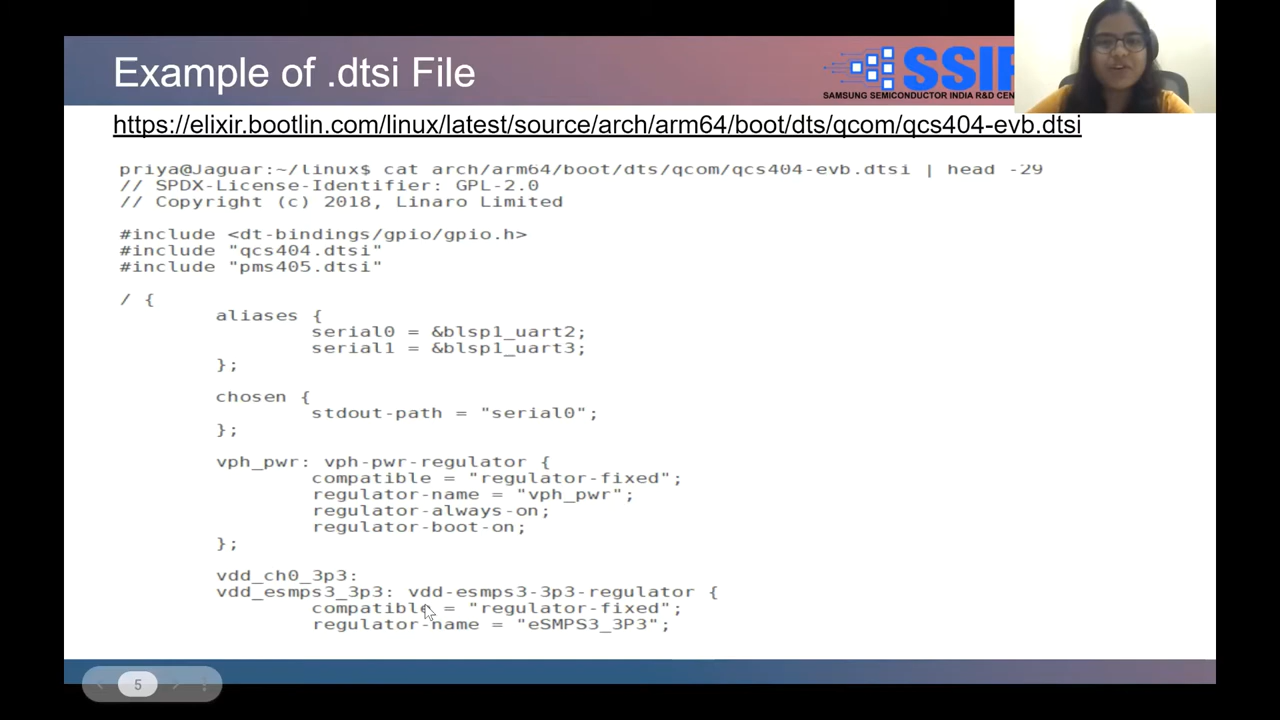 Example of .dtsi File
SAMSUNG SEMICONDUCTOR INDIA R&D CEN
https://elixir.bootlin.com/linux/latest/source/arch/arm64/boot/dts/qcom/qcs404-evb.dtsi
priya@Jaguar:~/linux$ cat arch/arm64/boot/dts/qcom/qcs404-evb.dtsi | head -29
// SPDX-License-Identifier: GPL-2.0
// Copyright (c) 2018, Linaro Limited
#include <dt-bindings/gpio/gpio.h>
#include "qcs404.dtsi"
#include "pms405.dtsi"
/ {
aliases {
serial0 = &blsp1_uart2;
serial1 = &blsp1_uart3;
};
chosen {
stdout-path = "serial0";
};
vph_pwr: vph-pwr-regulator {
compatible = "regulator-fixed";
regulator-name = "vph_pwr";
regulator-always-on;
regulator-boot-on;
};
vdd_ch0_3p3:
vdd_esmps3_3p3: vdd-esmps3-3p3-regulator {
compatible = "regulator-fixed";
regulator-name = "eSMPS3_3P3";
5